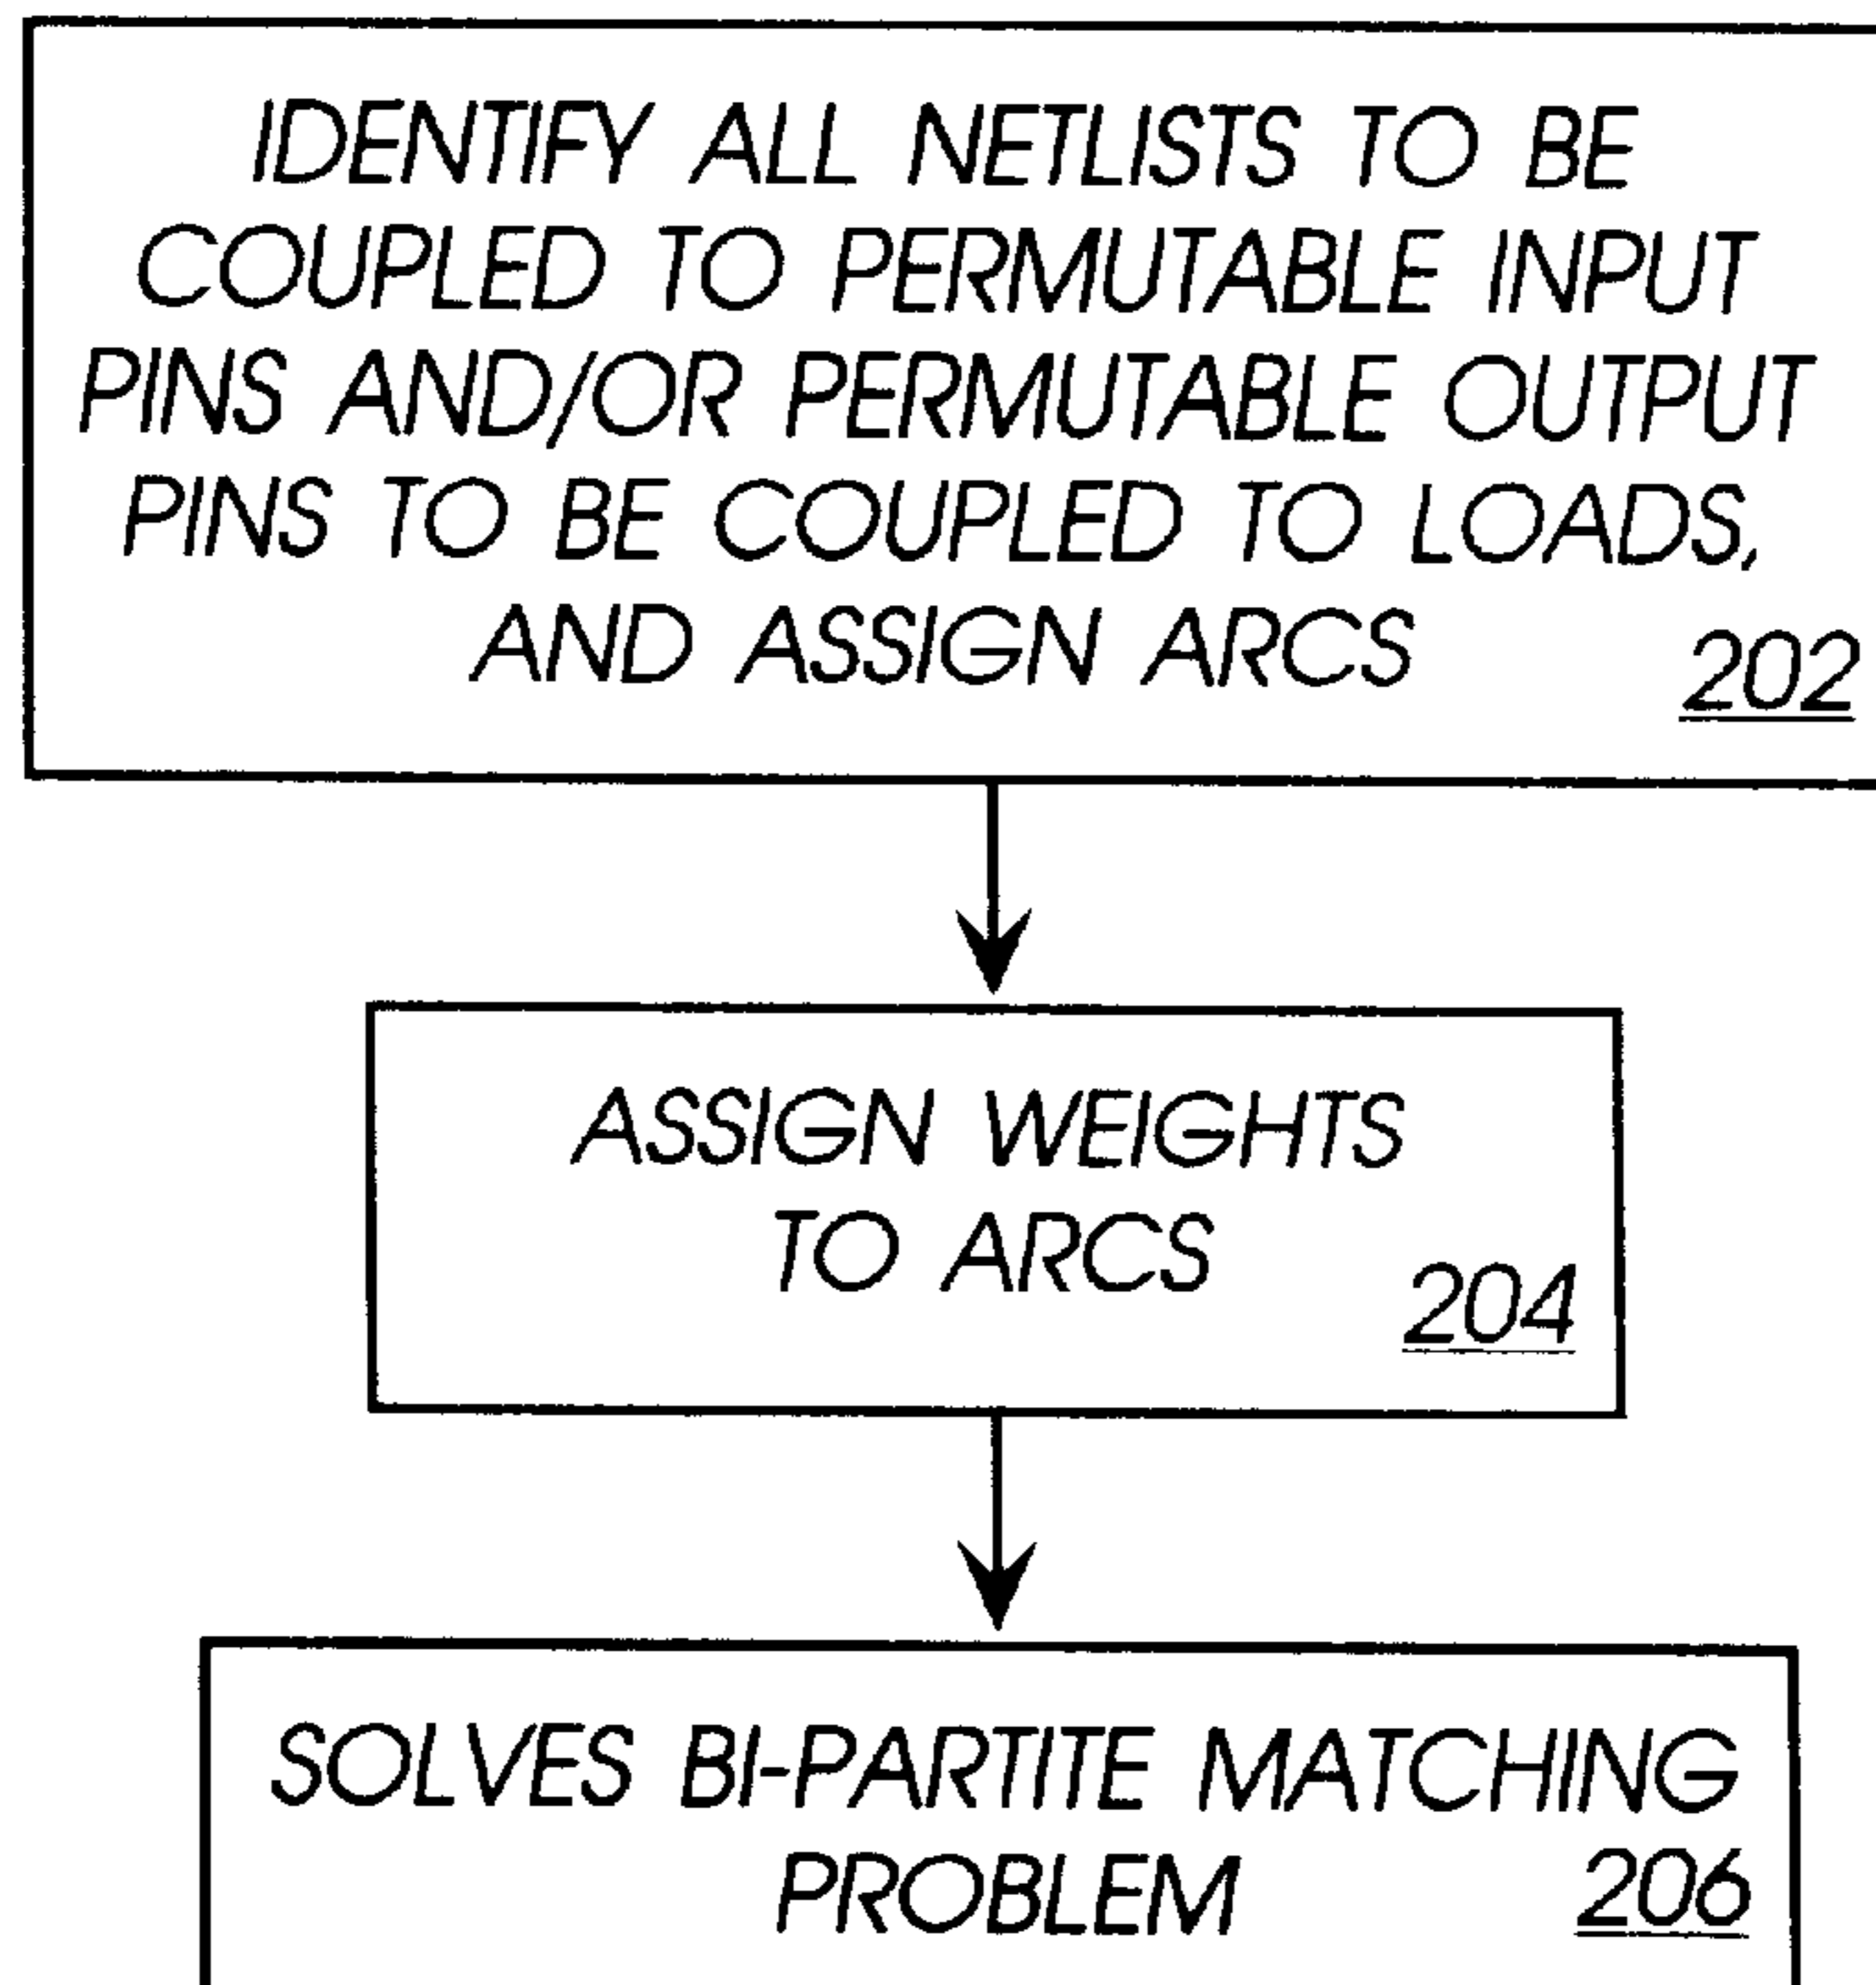 IDENTIFY ALL NETLISTS TO BE
COUPLED TO PERMUTABLE INPUT
PINS AND/OR PERMUTABLE OUTPUT
PINS TO BE COUPLED TO LOADS,
AND ASSIGN ARCS
202
ASSIGN WEIGHTS
TO ARCS
204
SOLVES BI-PARTITE MATCHING
PROBLEM
206